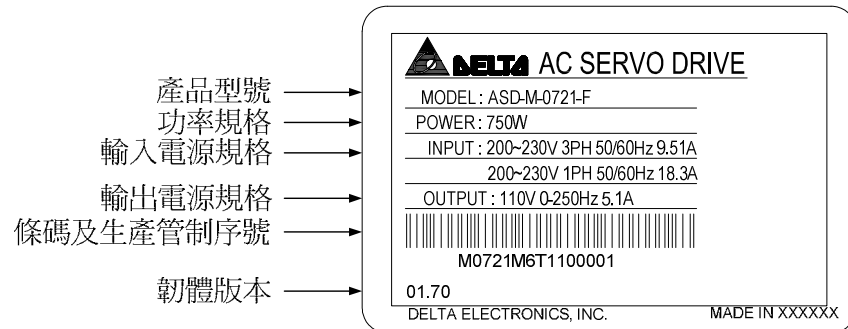 DELTA AC SERVO DRIVE
產品型號
MODEL : ASD-M-0721-F
功率規格
POWER : 750W
輸入電源規格
INPUT : 200~230V 3PH 50/60Hz 9.51A
200~230V 1PH 50/60Hz 18.3A
輸出電源規格
OUTPUT : 110V 0-250Hz 5.1A
條碼及生產管制序號
M0721M6T1100001
韌體版本
01.70
DELTA ELECTRONICS, INC.
MADE IN XXXXXX